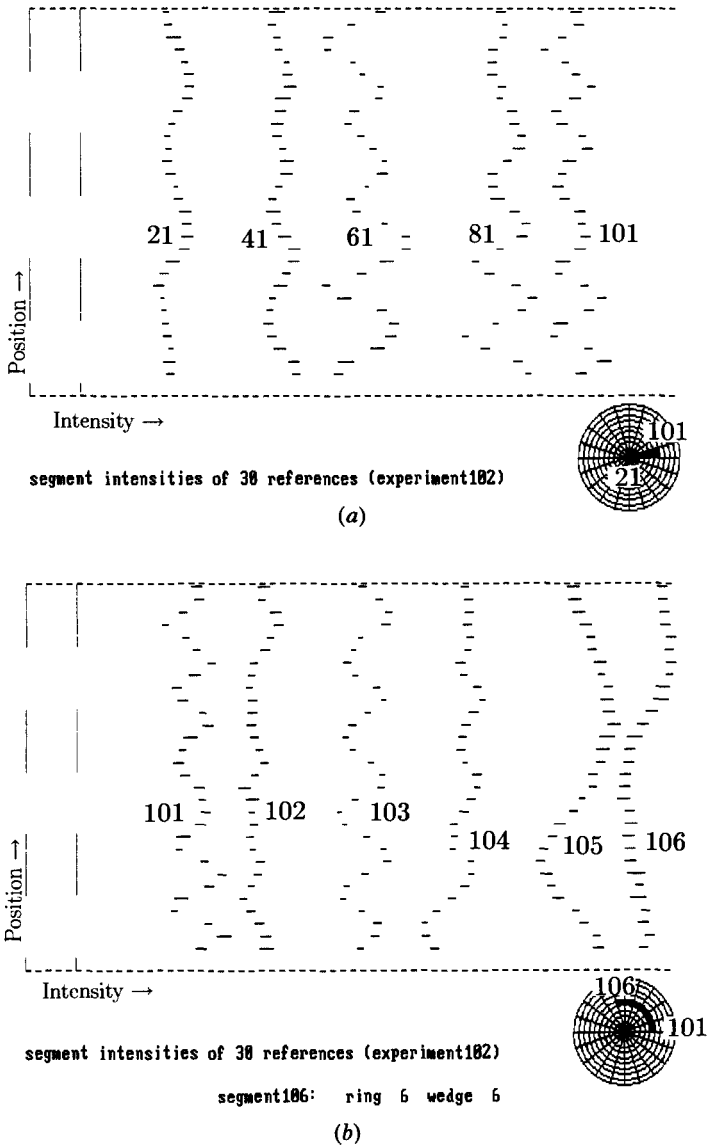 21 41 61 81 101
Position →
Intensity →
101
21
segment intensities of 30 references (experiment102)
(a)
101 102 103 104 105 106
Position →
Intensity →
106
101
segment intensities of 30 references (experiment102)
segment106: ring 6 wedge 6
(b)